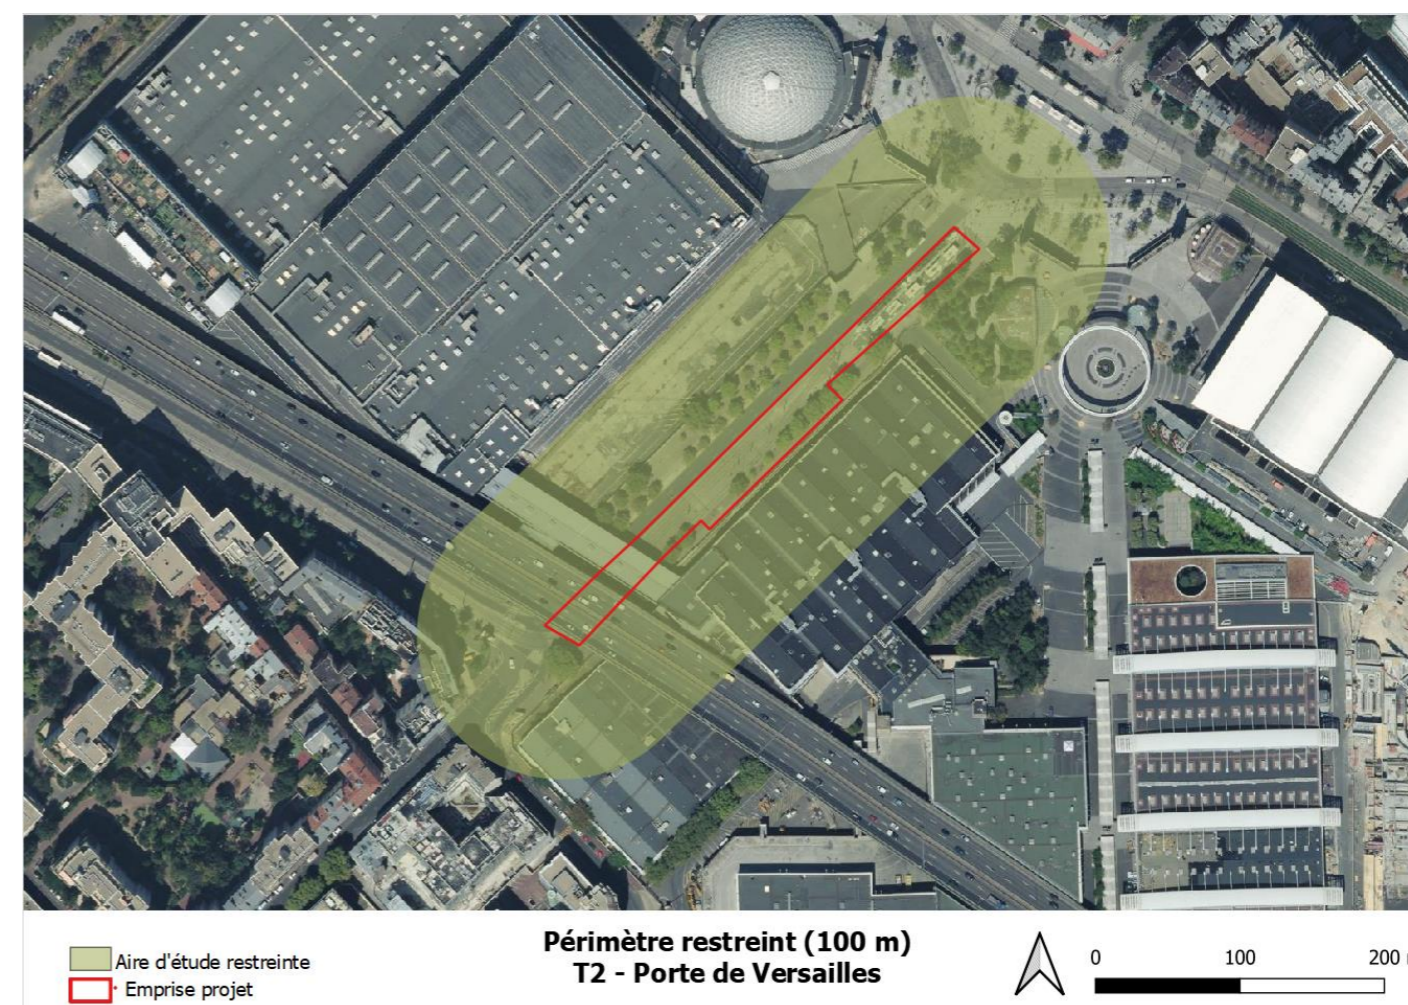 Périmètre restreint (100 m)
T2 - Porte de Versailles
Aire d'étude restreinte
Emprise projet
0 100 200